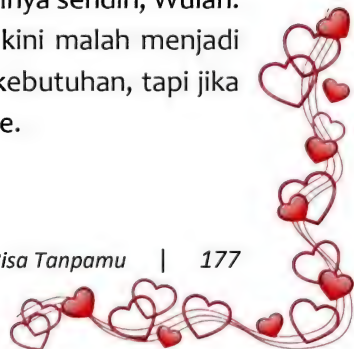 nya sendiri, Wulan.
kini malah menjadi
kebutuhan, tapi jika
e.
isa Tanpamu | 177